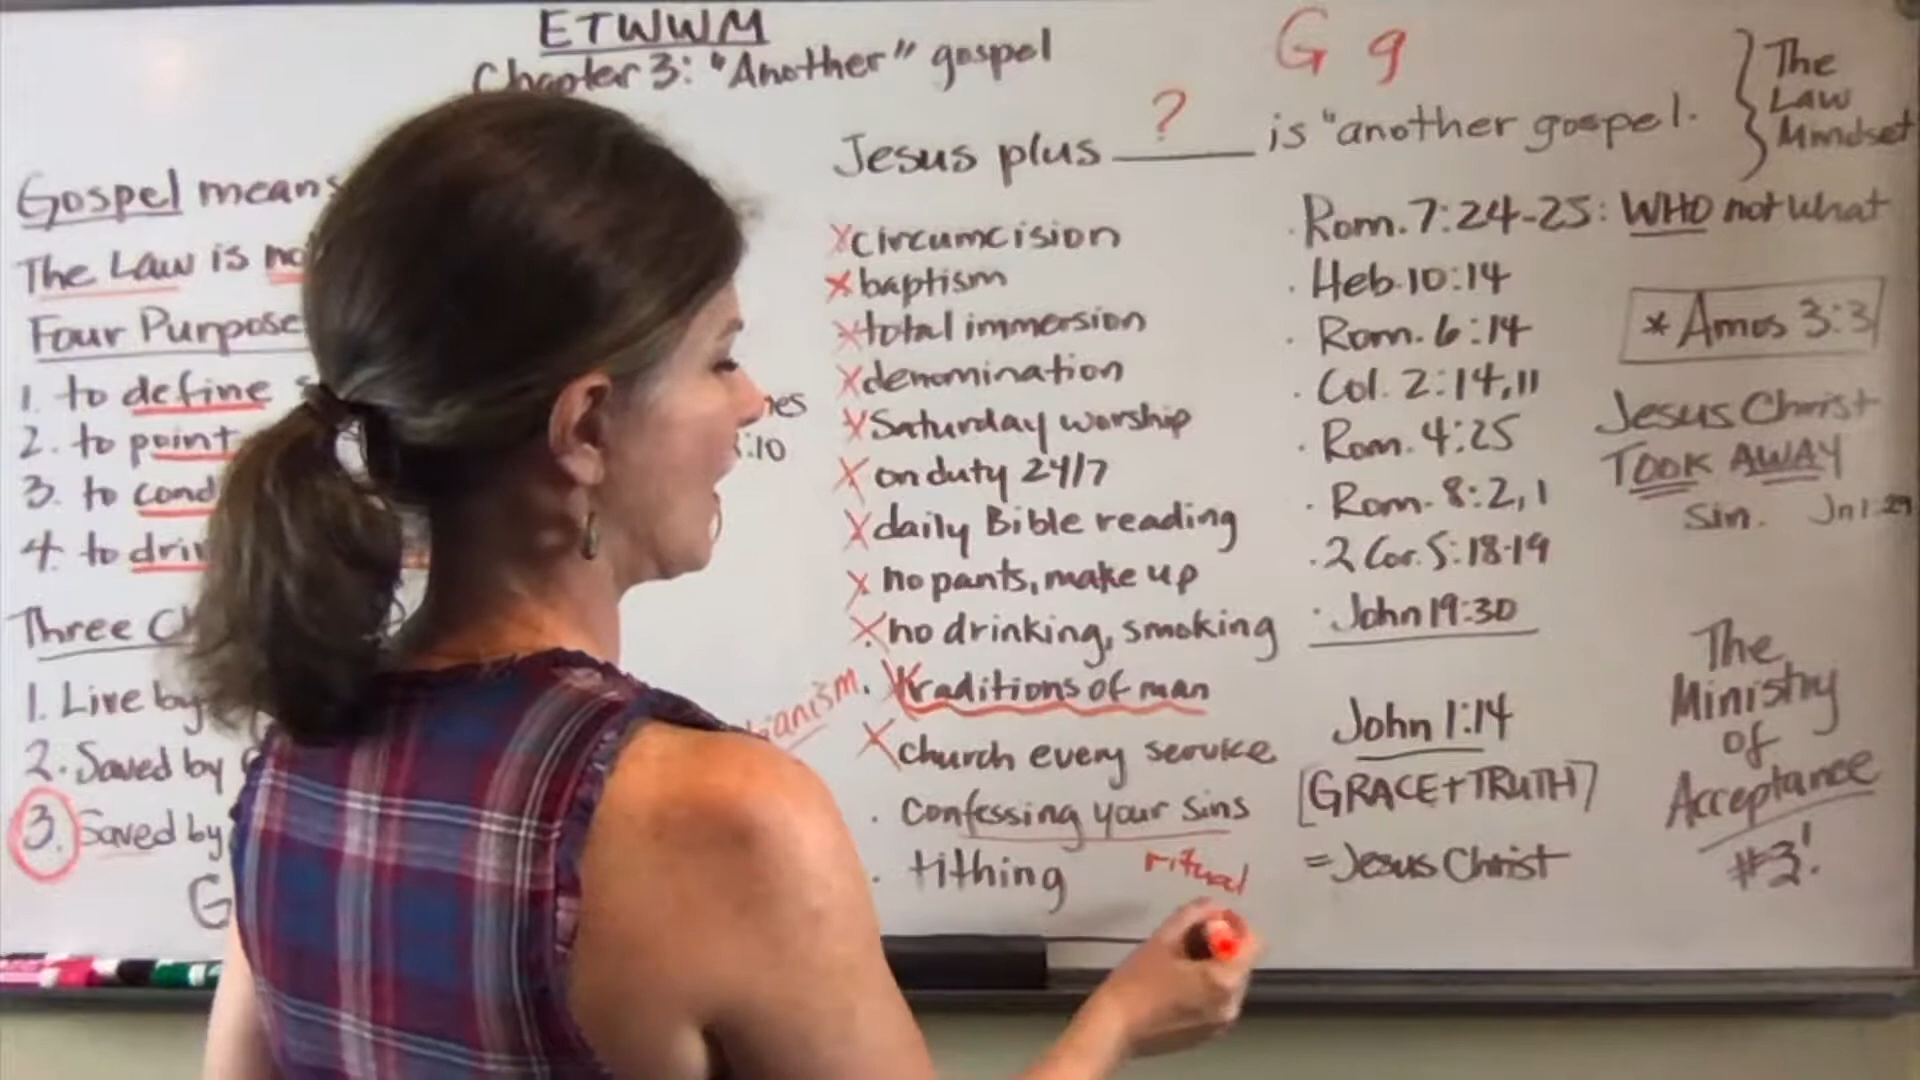 ETWWM
Chapter 3: "Another" gospel
G g
Jesus plus ? is "another gospel.
The
Law
Mindset
Gospel means
The Law is
Four Purpose
1. to define
2. to point
3. to
4. to
Three
1. Live by
2. Saved by
3. Saved by
G
:10
x circumcision
x baptism
x total immersion
x denomination
x Saturday worship
x on duty 24/7
x daily Bible reading
x no pants, make up
x no drinking, smoking
x traditions of man
x church every service
· Confessing your sins
· tithing
ritual
· Rom. 7:24-25: WHO not what
· Heb. 10:14
· Rom. 6:14
· Col. 2:14,11
· Rom. 4:25
· Rom. 8:2,1
· 2 Cor. 5:18-19
· John 19:30
John 1:14
[GRACE + TRUTH]
= Jesus Christ
* Amos 3:3
Jesus Christ
TOOK AWAY
Sin. Jn 1:29
The
Ministry
of
Acceptance
#3!